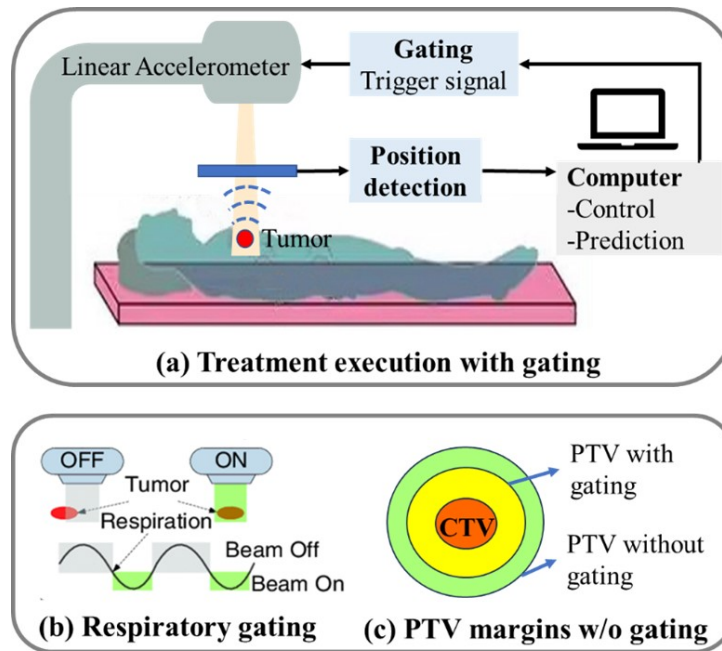 Linear Accelerometer
Gating
Trigger signal
Position
detection
Computer
-Control
-Prediction
Tumor
(a) Treatment execution with gating
OFF
ON
Tumor
Respiration
Beam Off
Beam On
(b) Respiratory gating
CTV
PTV with
gating
PTV without
gating
(c) PTV margins w/o gating